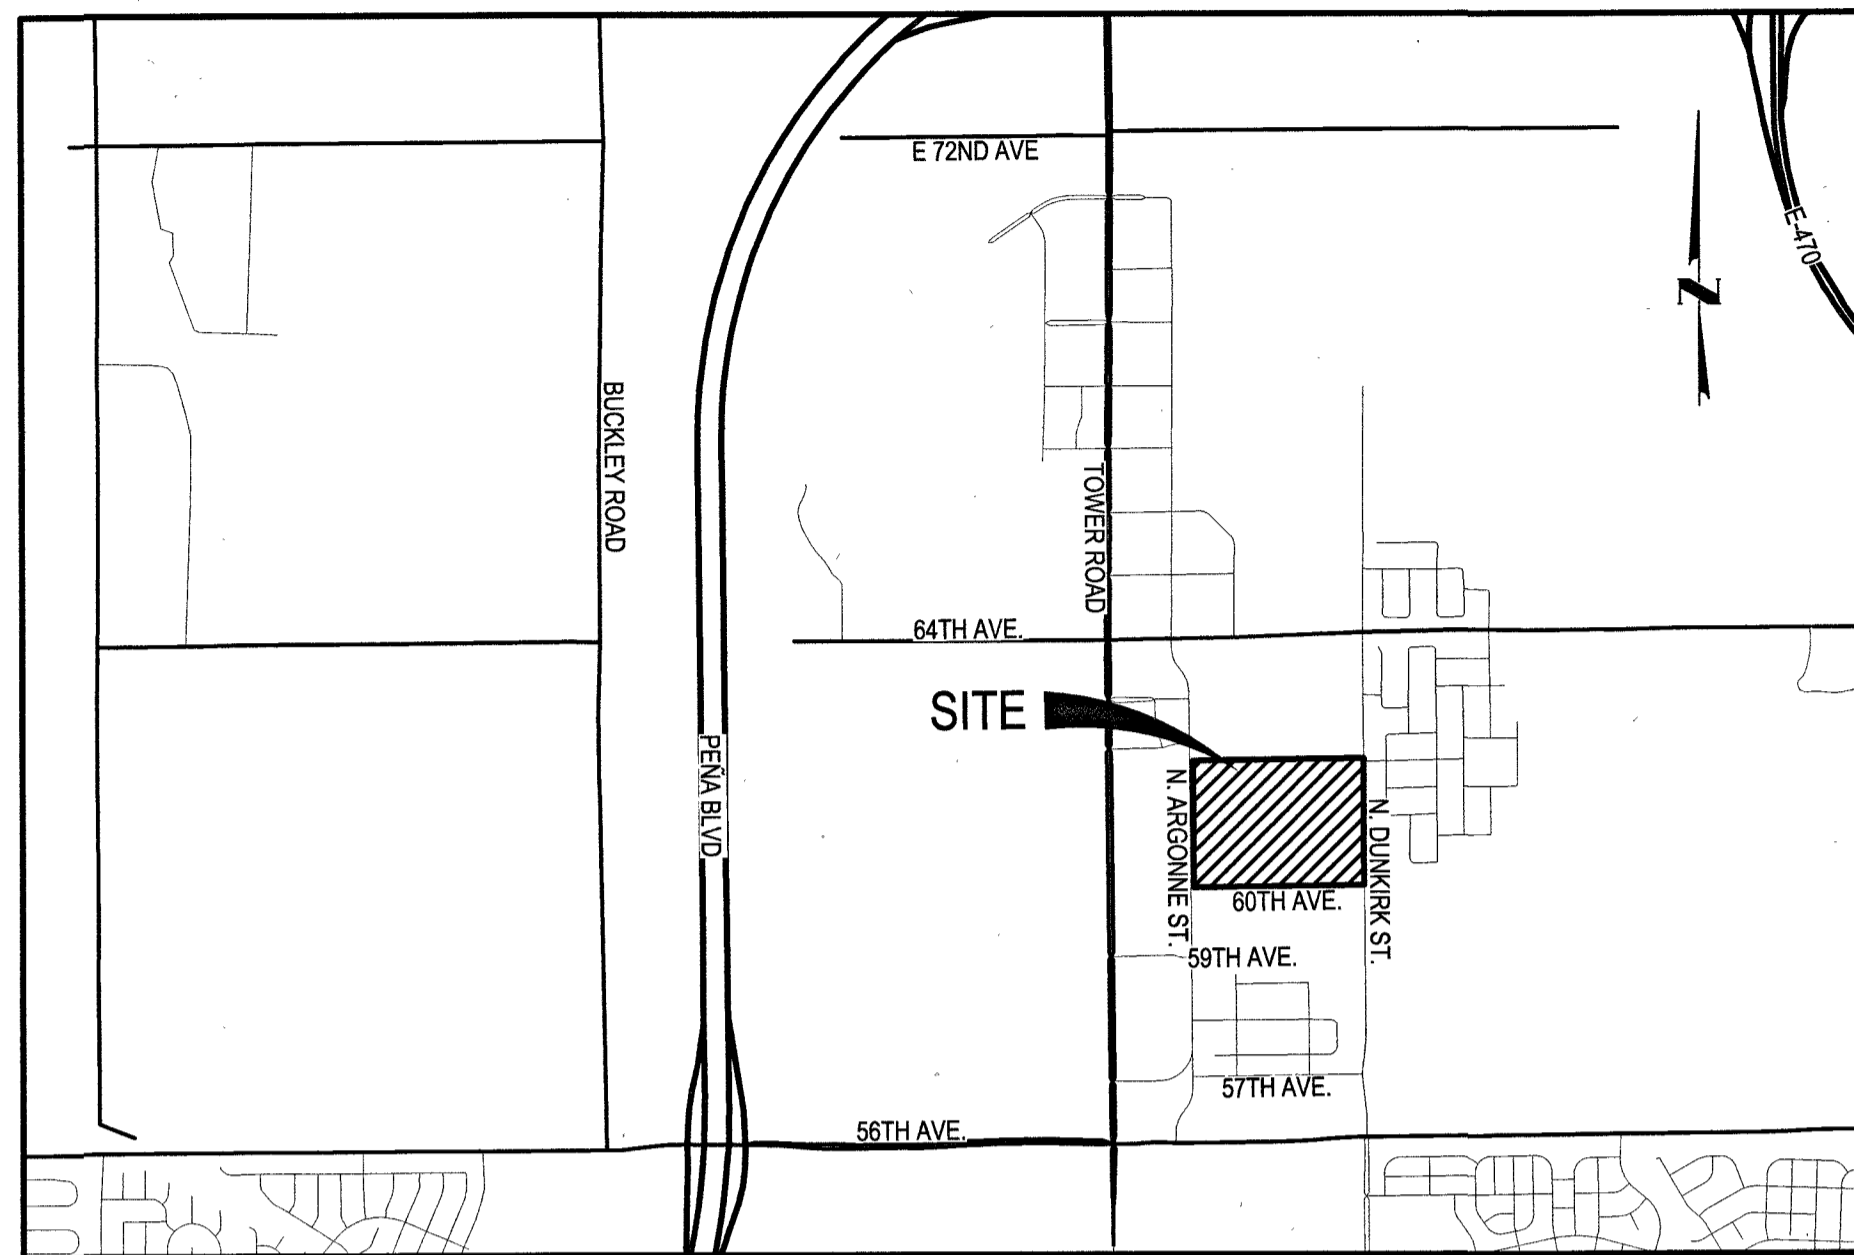 E 72ND AVE
E-470
N
BUCKLEY ROAD
TOWER ROAD
64TH AVE.
SITE
PEÑA BLVD
N. ARGONNE ST.
N. DUNKIRK ST.
60TH AVE.
59TH AVE.
57TH AVE.
56TH AVE.